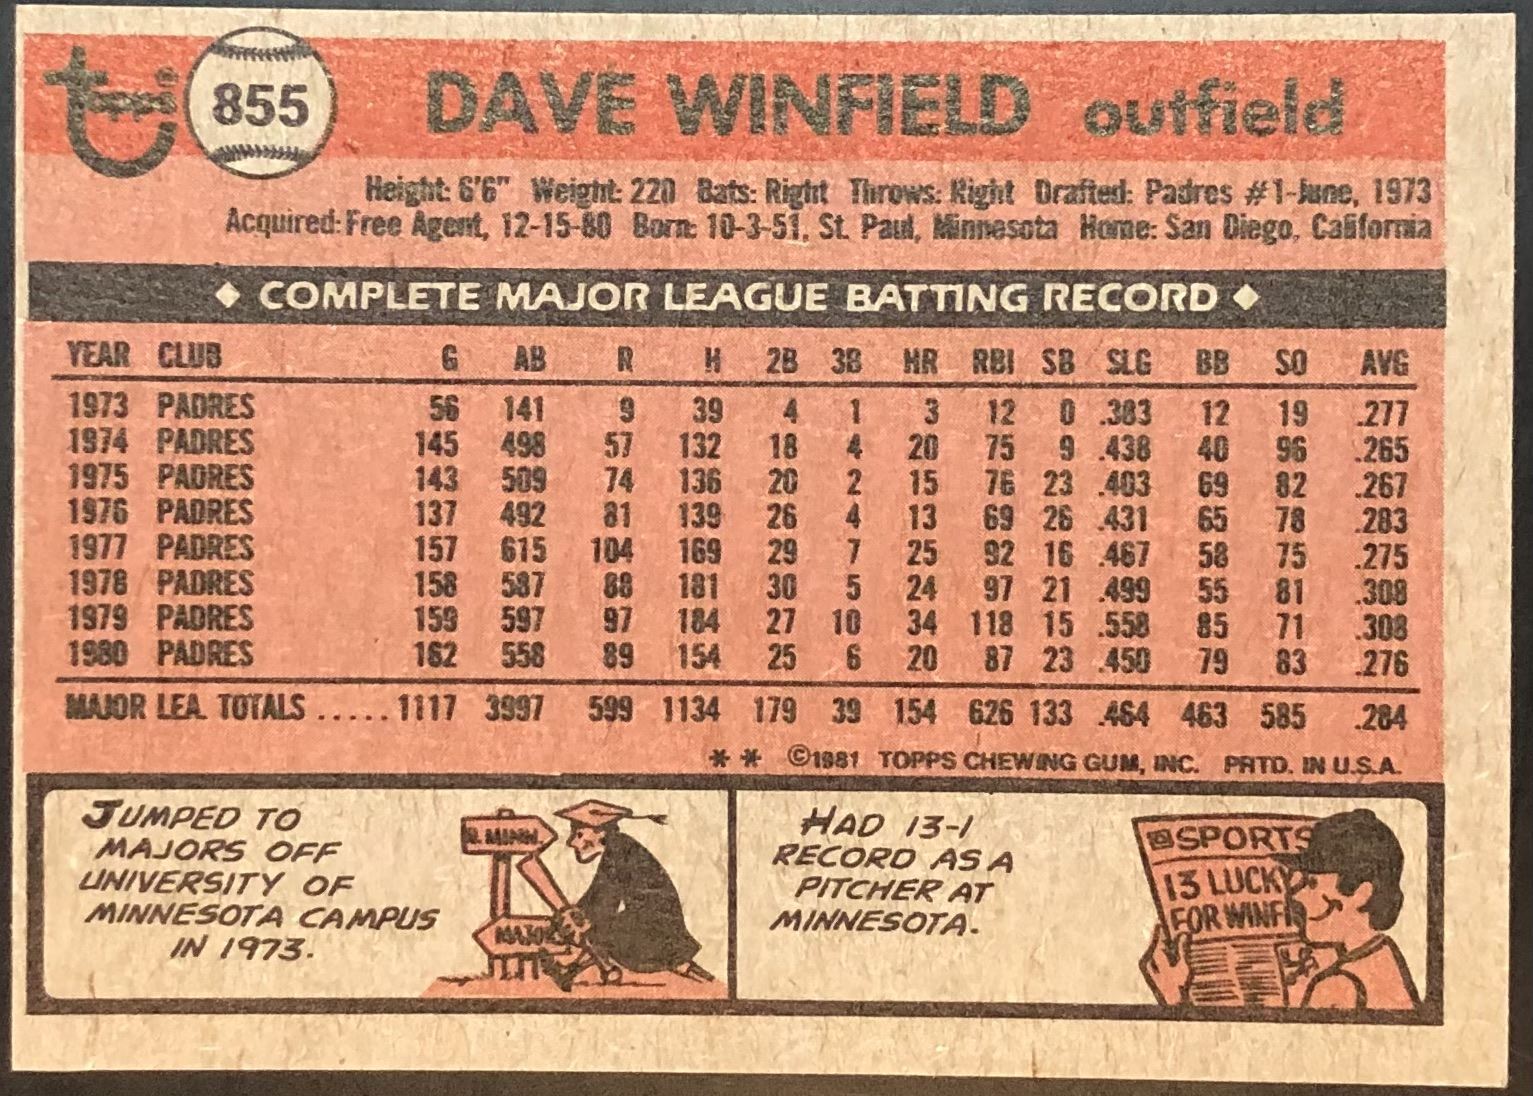 topps® 855 DAVE WINFIELD outfield
Height: 6'6" Weight: 220 Bats: Right Throws: Right Drafted: Padres #1-June, 1973
Acquired: Free Agent, 12-15-80 Born: 10-3-51, St. Paul, Minnesota Home: San Diego, California
◆ COMPLETE MAJOR LEAGUE BATTING RECORD ◆
YEAR CLUB G AB R H 2B 3B HR RBI SB SLG BB SO AVG
1973 PADRES 56 141 9 39 4 1 3 12 0 .383 12 19 .277
1974 PADRES 145 498 57 132 18 4 20 75 9 .438 40 96 .265
1975 PADRES 143 509 74 136 20 2 15 76 23 .403 69 82 .267
1976 PADRES 137 492 81 139 26 4 13 69 26 .431 65 78 .283
1977 PADRES 157 615 104 169 29 7 25 92 16 .467 58 75 .275
1978 PADRES 158 587 88 181 30 5 24 97 21 .499 55 81 .308
1979 PADRES 159 597 97 184 27 10 34 118 15 .558 85 71 .308
1980 PADRES 162 558 89 154 25 6 20 87 23 .450 79 83 .276
MAJOR LEA. TOTALS ..... 1117 3997 599 1134 179 39 154 626 133 .464 463 585 .284
** ©1981 TOPPS CHEWING GUM, INC. PRTD. IN U.S.A.
JUMPED TO
MAJORS OFF
UNIVERSITY OF
MINNESOTA CAMPUS
IN 1973.
U. MINN.
MAJOR
HAD 13-1
RECORD AS A
PITCHER AT
MINNESOTA.
SPORTS
13 LUCKY
FOR WINFI